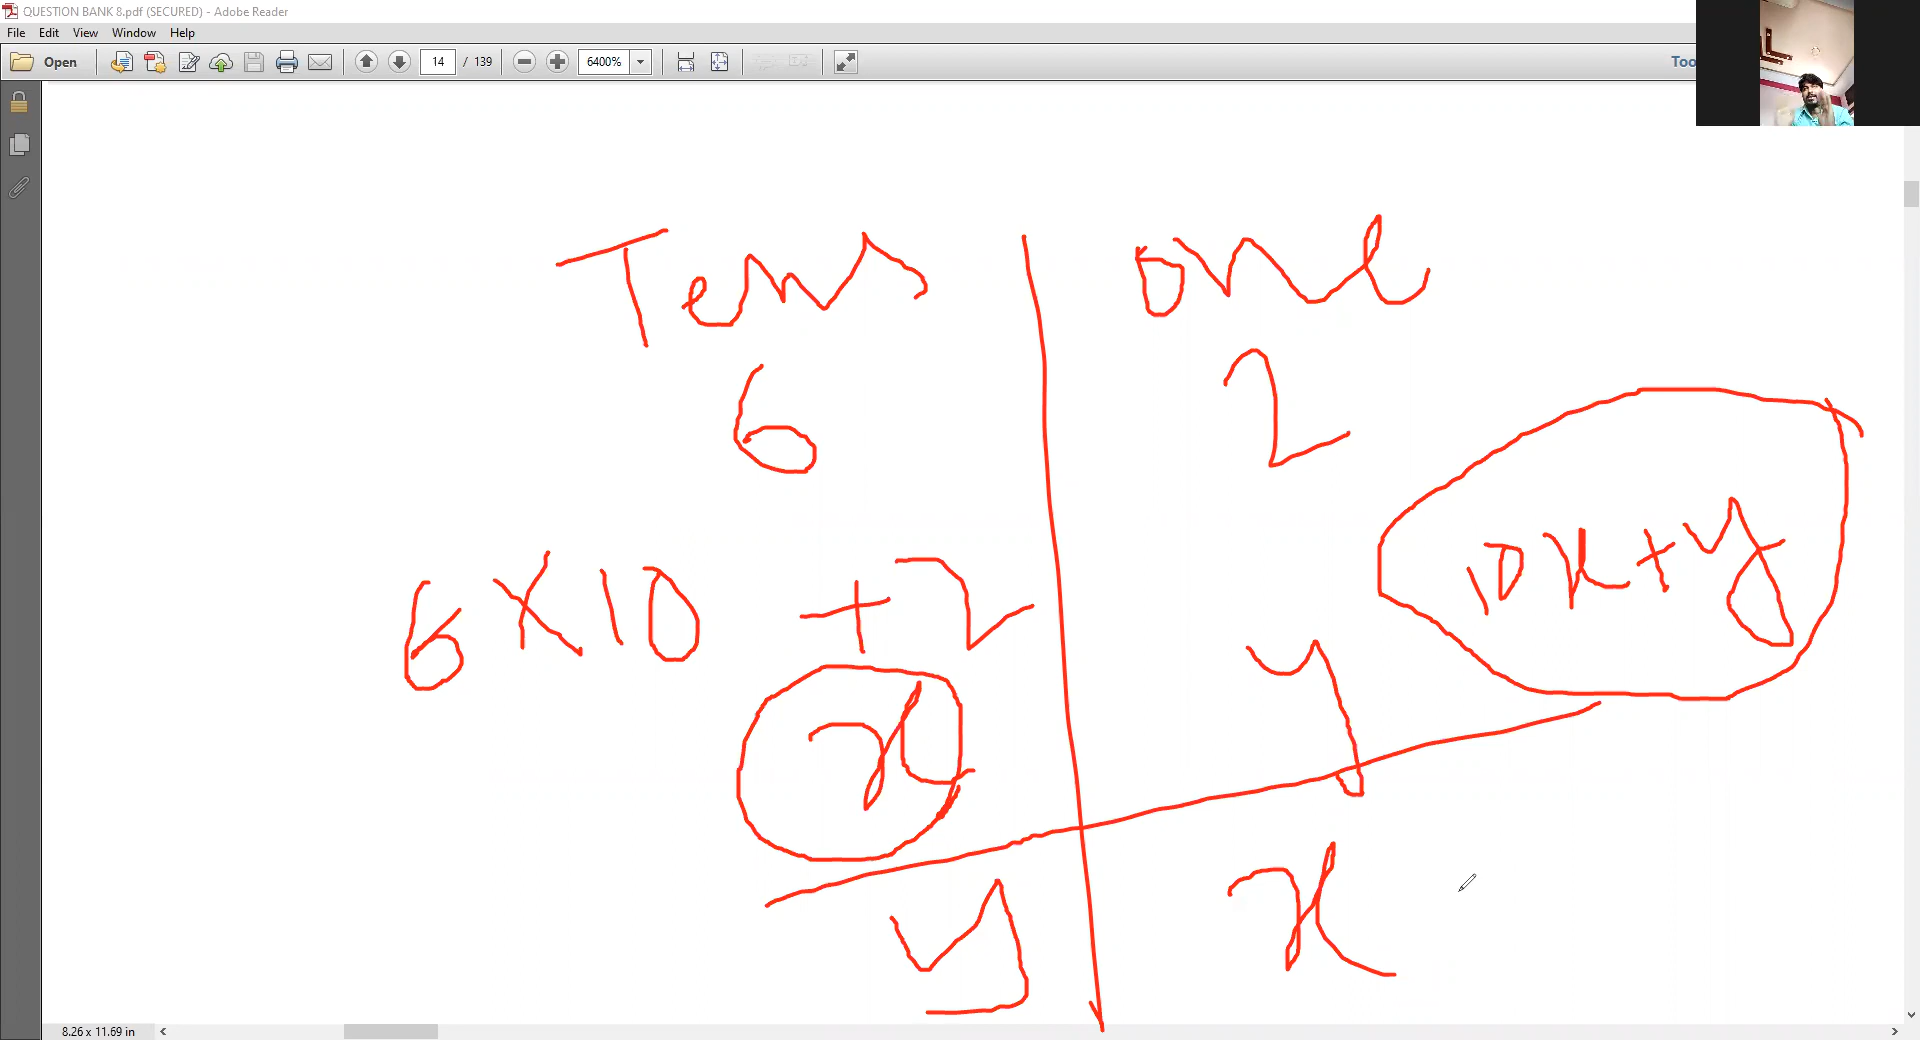 QUESTION BANK 8.pdf (SECURED) - Adobe Reader
File Edit View Window Help
Open 14 / 139 6400% Too
Tens one
6 2
10x+y
6 × 10 + 2
x y
y x
8.26 x 11.69 in